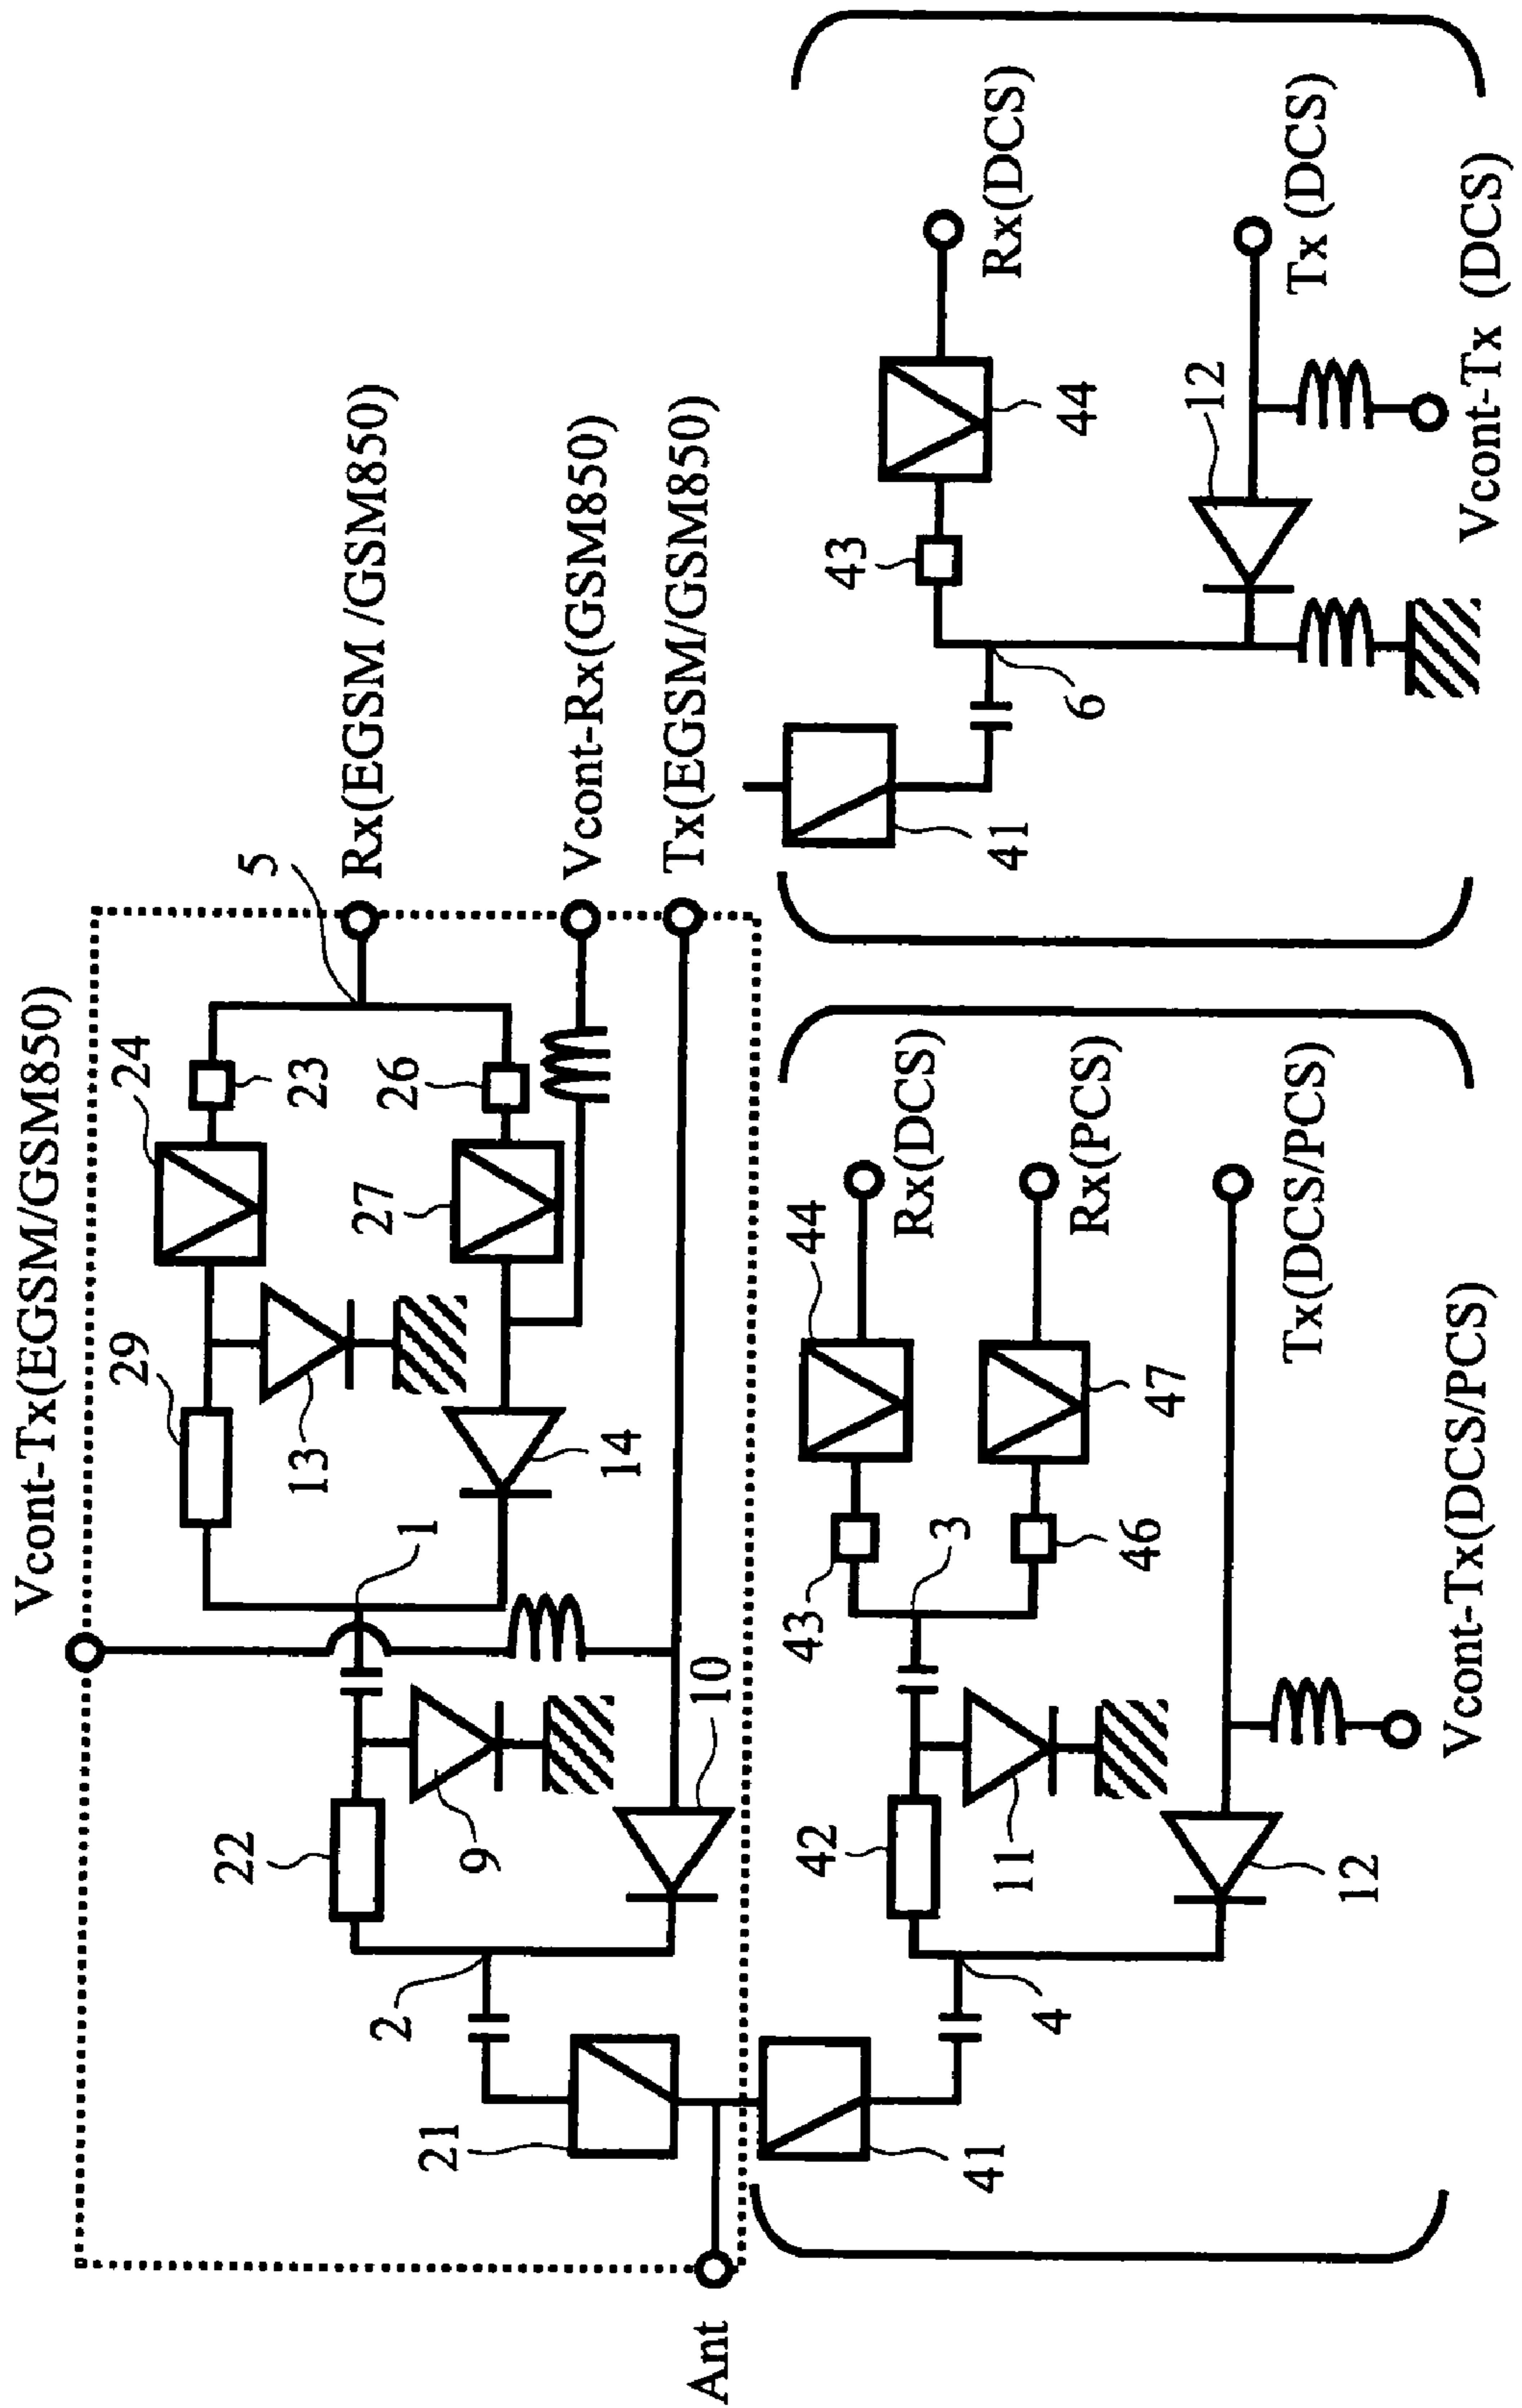 Vcont-Tx(EGSM/GSM850)
29
24
5
Rx(EGSM /GSM850)
23
13
22
1
26
27
Vcont-Rx(GSM850)
2
9
14
Tx(EGSM/GSM850)
21
10
Ant
43
44
Rx(DCS)
3
42
11
46
47
Rx(PCS)
41
4
12
Tx(DCS/PCS)
Vcont-Tx(DCS/PCS)
43
44
Rx(DCS)
41
6
12
Tx (DCS)
Vcont-Tx (DCS)